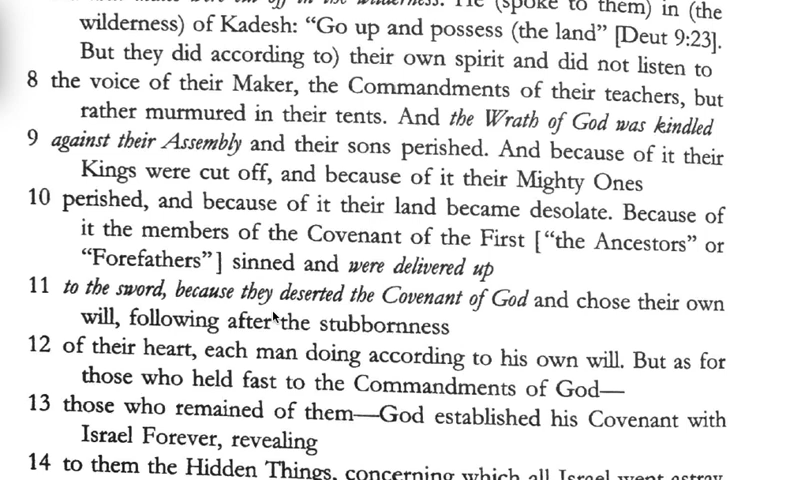 in the wilderness. He (spoke to them) in (the
wilderness) of Kadesh: “Go up and possess (the land” [Deut 9:23].
But they did according to) their own spirit and did not listen to
8 the voice of their Maker, the Commandments of their teachers, but
rather murmured in their tents. And the Wrath of God was kindled
9 against their Assembly and their sons perished. And because of it their
Kings were cut off, and because of it their Mighty Ones
10 perished, and because of it their land became desolate. Because of
it the members of the Covenant of the First [“the Ancestors” or
“Forefathers”] sinned and were delivered up
11 to the sword, because they deserted the Covenant of God and chose their own
will, following after the stubbornness
12 of their heart, each man doing according to his own will. But as for
those who held fast to the Commandments of God—
13 those who remained of them—God established his Covenant with
Israel Forever, revealing
14 to them the Hidden Things, concerning which all Israel went astray